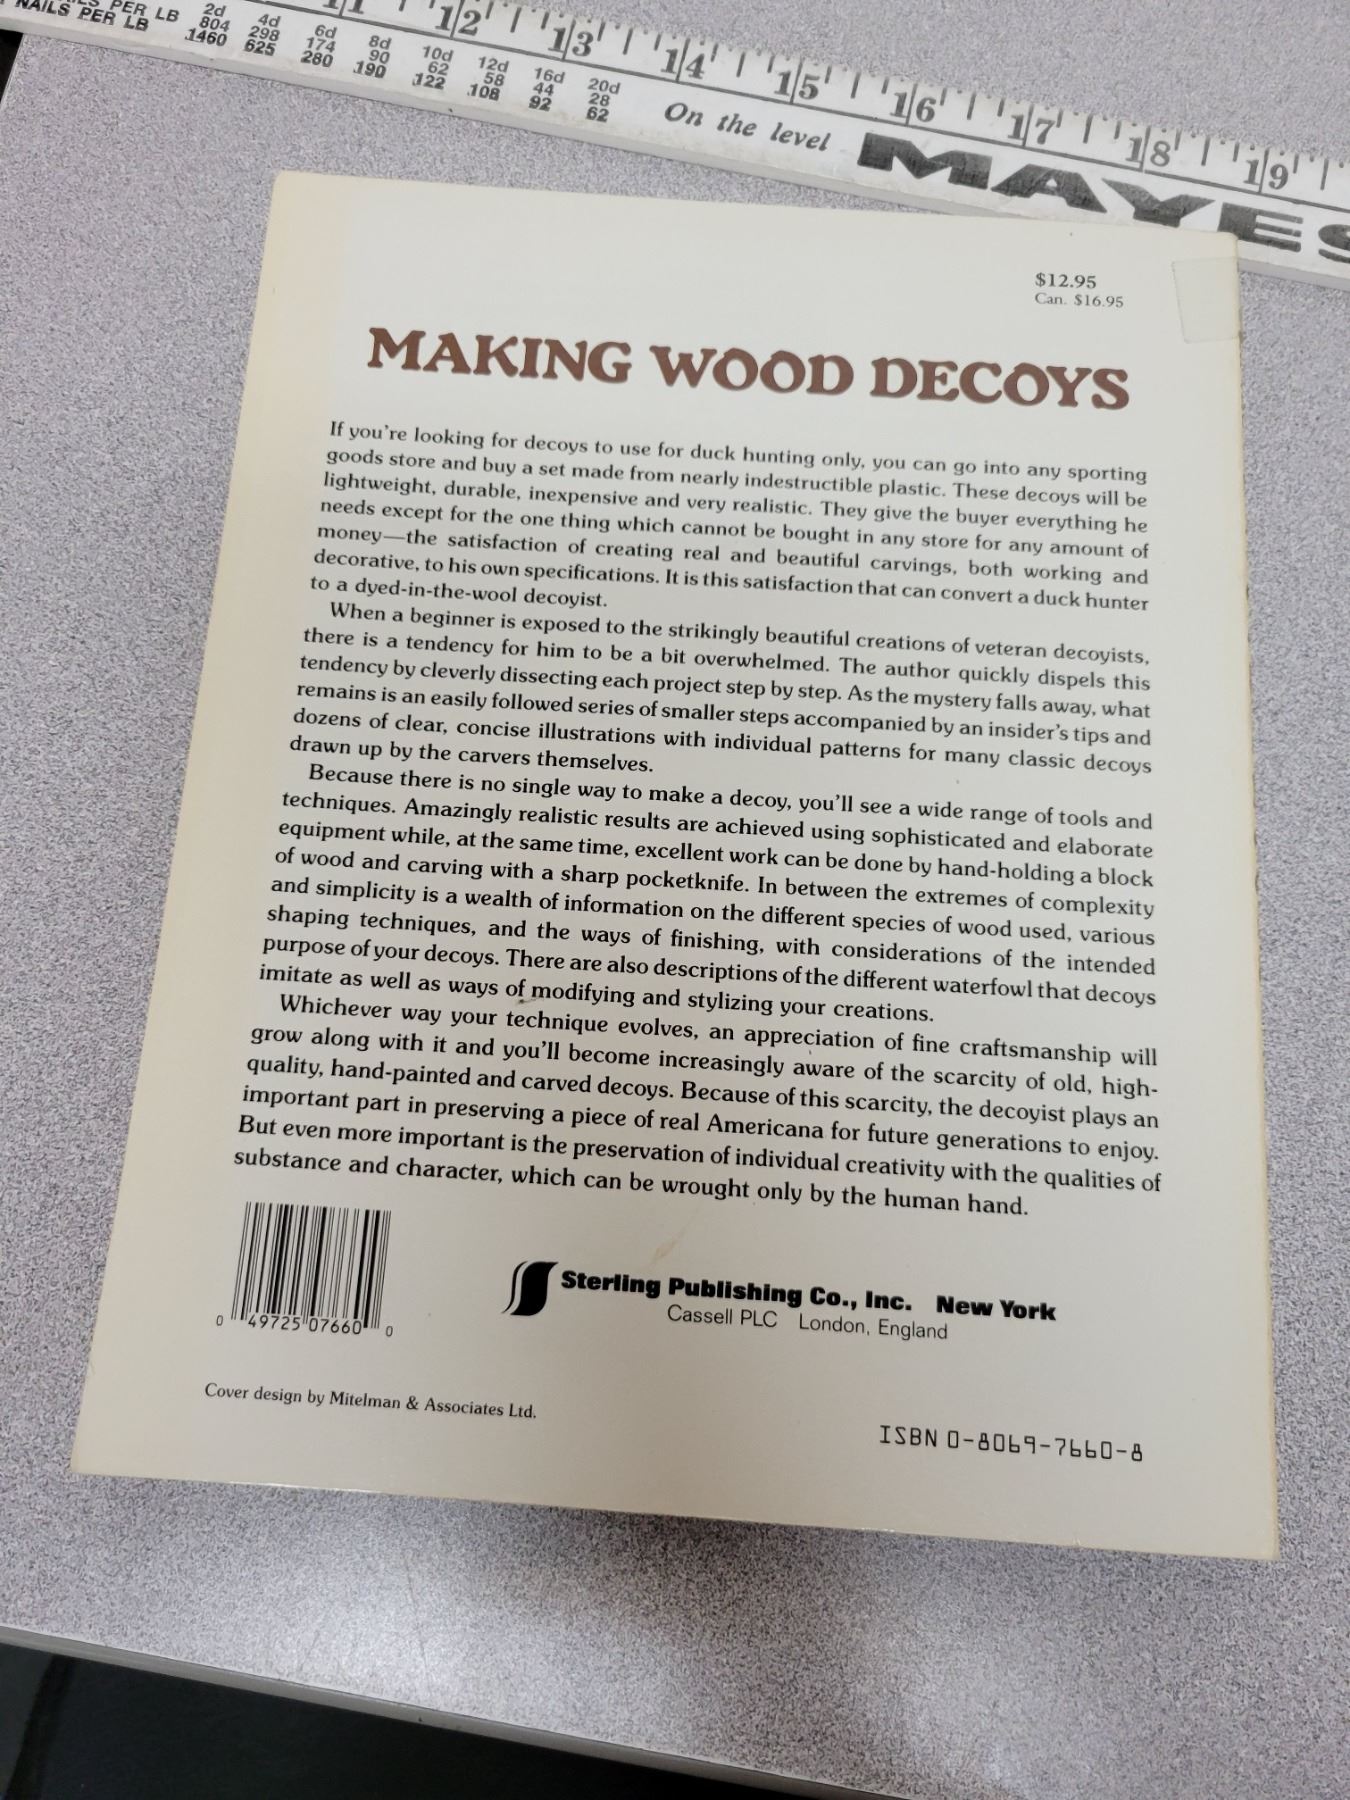 PER LB 2d 4d 6d 8d 10d 12d 16d 20d
804 298 174 90 62 58 44 28
NAILS PER LB 1460 625 280 190 122 108 92 62
11 12 13 14 15 16 17 18 19
On the level MAYES
$12.95
Can. $16.95
MAKING WOOD DECOYS
If you're looking for decoys to use for duck hunting only, you can go into any sporting
goods store and buy a set made from nearly indestructible plastic. These decoys will be
lightweight, durable, inexpensive and very realistic. They give the buyer everything he
needs except for the one thing which cannot be bought in any store for any amount of
money—the satisfaction of creating real and beautiful carvings, both working and
decorative, to his own specifications. It is this satisfaction that can convert a duck hunter
to a dyed-in-the-wool decoyist.
When a beginner is exposed to the strikingly beautiful creations of veteran decoyists,
there is a tendency for him to be a bit overwhelmed. The author quickly dispels this
tendency by cleverly dissecting each project step by step. As the mystery falls away, what
remains is an easily followed series of smaller steps accompanied by an insider's tips and
dozens of clear, concise illustrations with individual patterns for many classic decoys
drawn up by the carvers themselves.
Because there is no single way to make a decoy, you'll see a wide range of tools and
techniques. Amazingly realistic results are achieved using sophisticated and elaborate
equipment while, at the same time, excellent work can be done by hand-holding a block
of wood and carving with a sharp pocketknife. In between the extremes of complexity
and simplicity is a wealth of information on the different species of wood used, various
shaping techniques, and the ways of finishing, with considerations of the intended
purpose of your decoys. There are also descriptions of the different waterfowl that decoys
imitate as well as ways of modifying and stylizing your creations.
Whichever way your technique evolves, an appreciation of fine craftsmanship will
grow along with it and you'll become increasingly aware of the scarcity of old, high-
quality, hand-painted and carved decoys. Because of this scarcity, the decoyist plays an
important part in preserving a piece of real Americana for future generations to enjoy.
But even more important is the preservation of individual creativity with the qualities of
substance and character, which can be wrought only by the human hand.
0 49725 07660 0
Sterling Publishing Co., Inc. New York
Cassell PLC London, England
Cover design by Mitelman & Associates Ltd.
ISBN 0-8069-7660-8